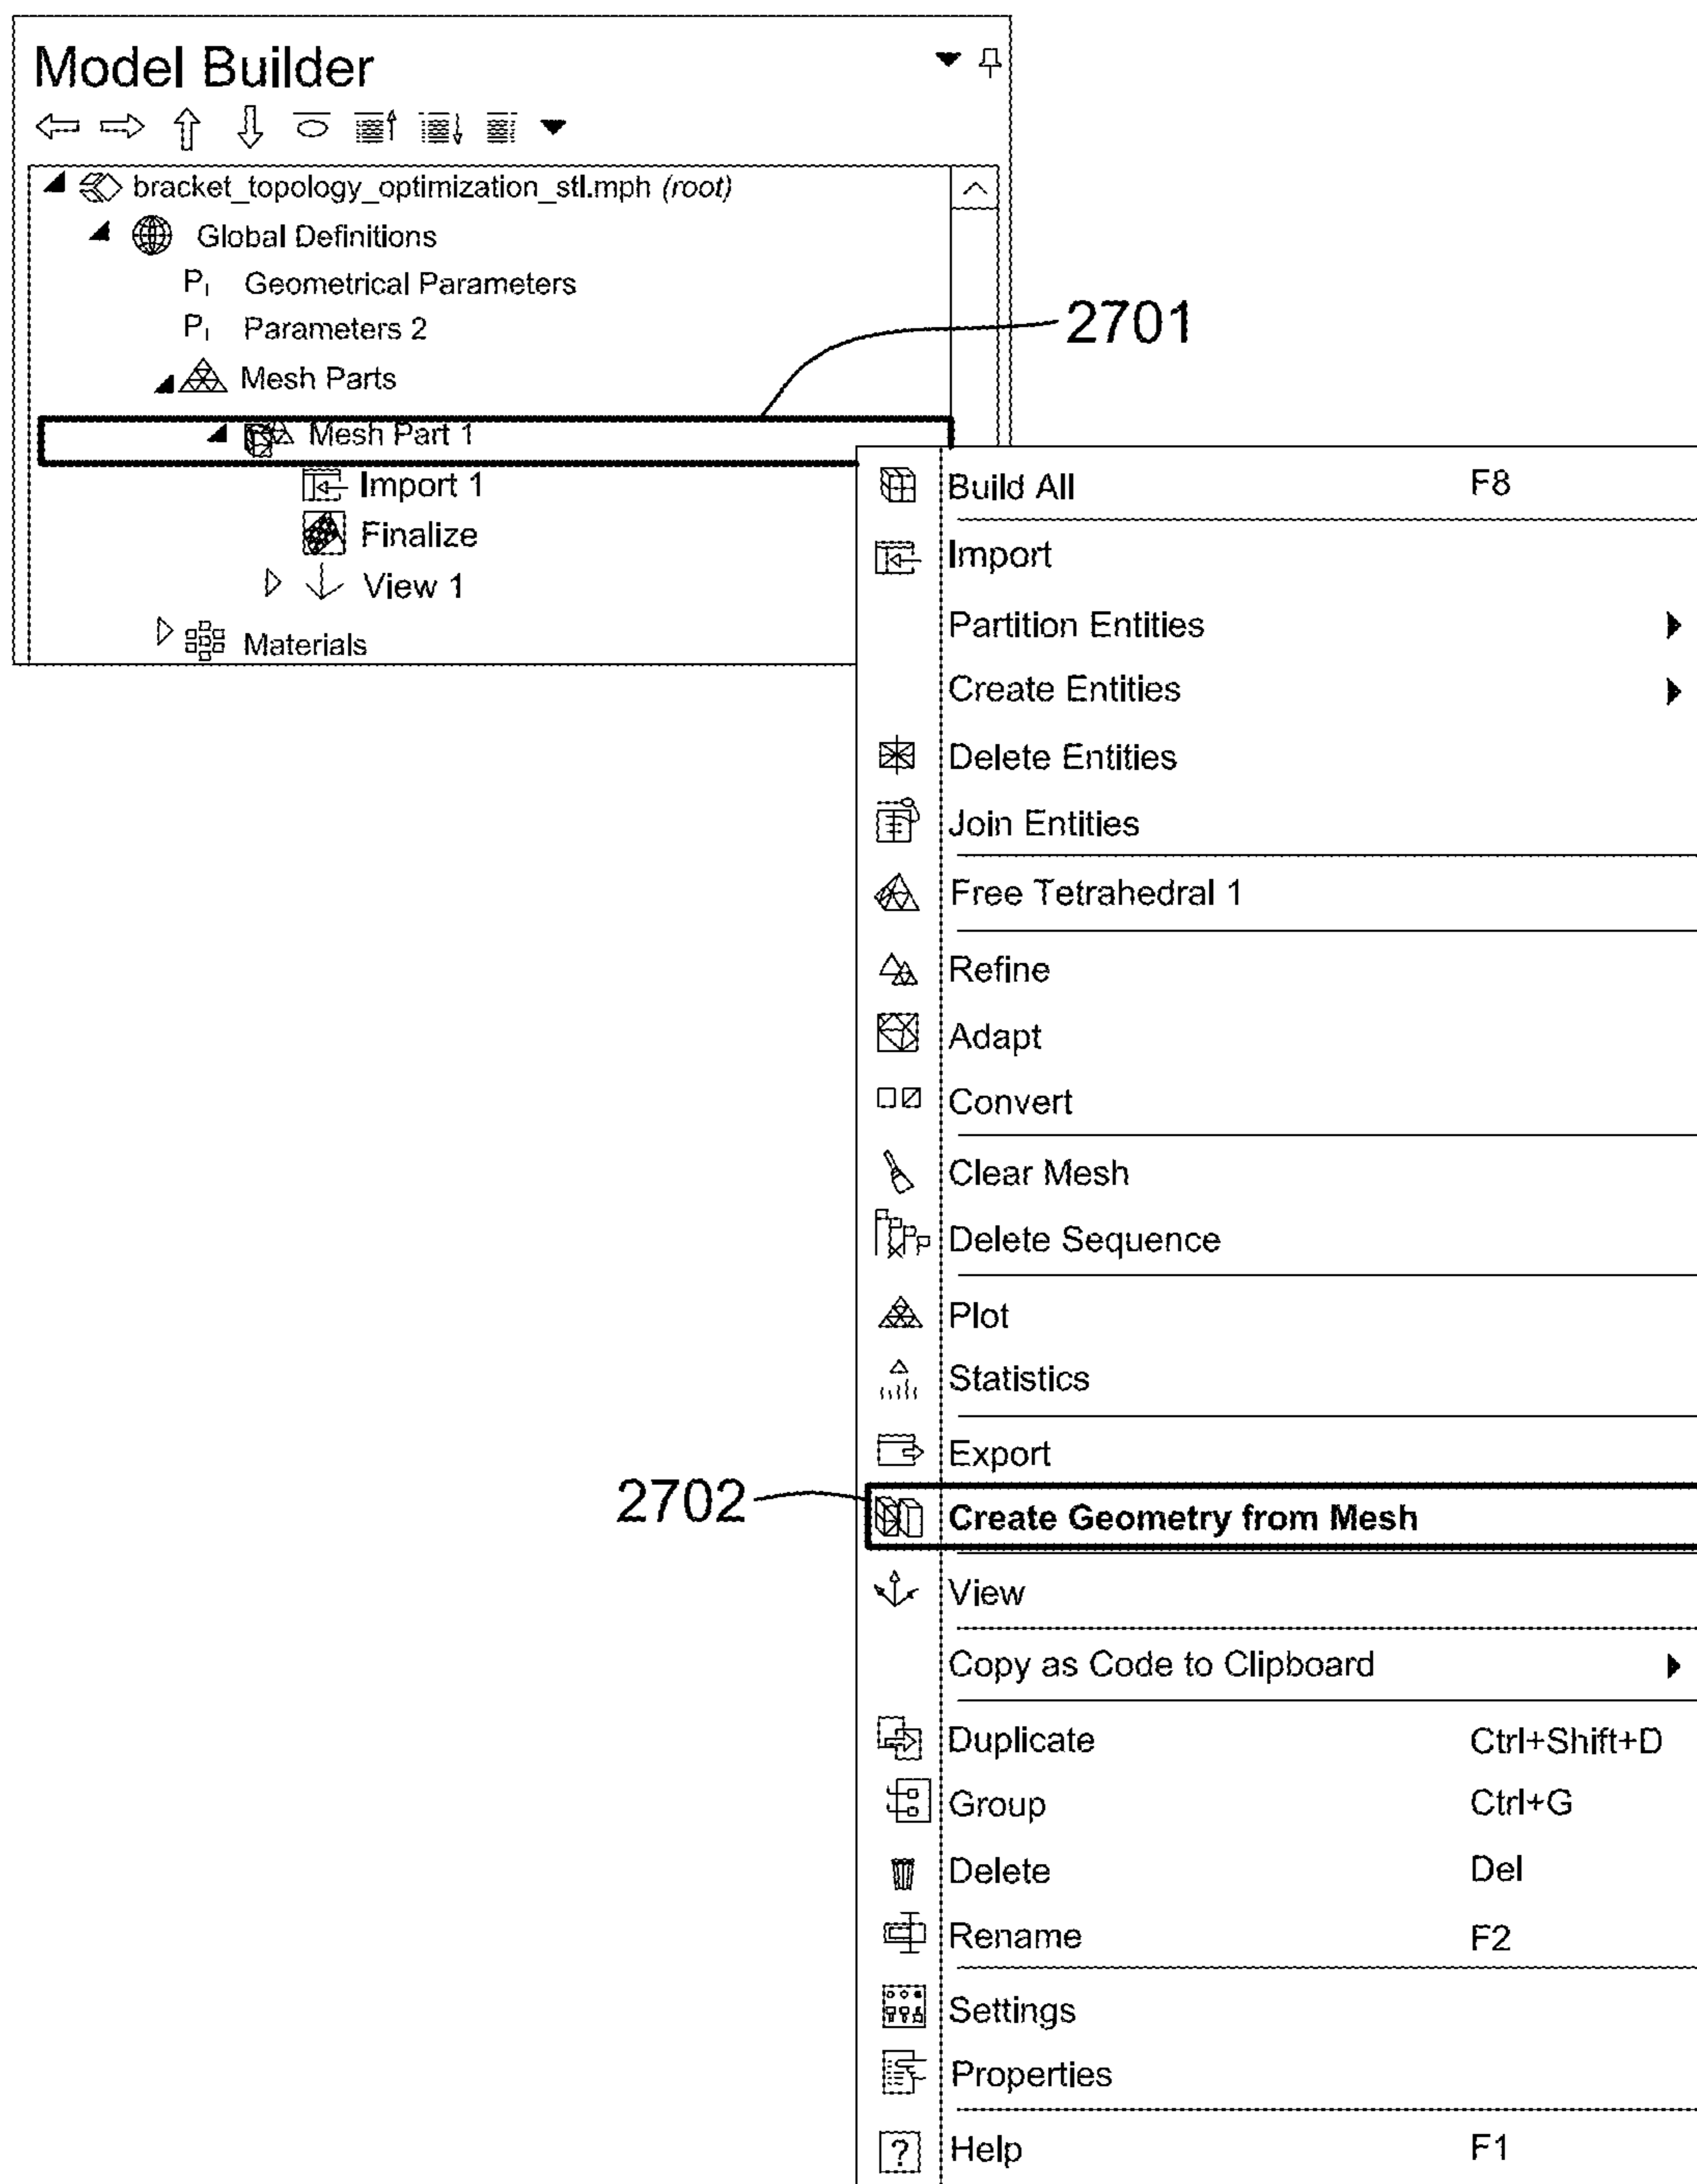 Model Builder
bracket_topology_optimization_stl.mph (root)
Global Definitions
Pi Geometrical Parameters
Pi Parameters 2
2701
Mesh Parts
Mesh Part 1
Import 1
Finalize
View 1
Materials
Build All F8
Import
Partition Entities
Create Entities
Delete Entities
Join Entities
Free Tetrahedral 1
Refine
Adapt
Convert
Clear Mesh
Delete Sequence
Plot
Statistics
Export
2702
Create Geometry from Mesh
View
Copy as Code to Clipboard
Duplicate Ctrl+Shift+D
Group Ctrl+G
Delete Del
Rename F2
Settings
Properties
? Help F1